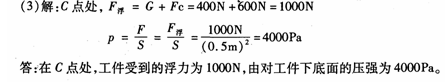 (3)解:C点处, F浮 = G + Fc = 400N + 600N = 1000N
p = F/S = F浮/S = 1000N/(0.5m)² = 4000Pa
答:在C点处,工件受到的浮力为1000N,由对工件下底面的压强为4000Pa。